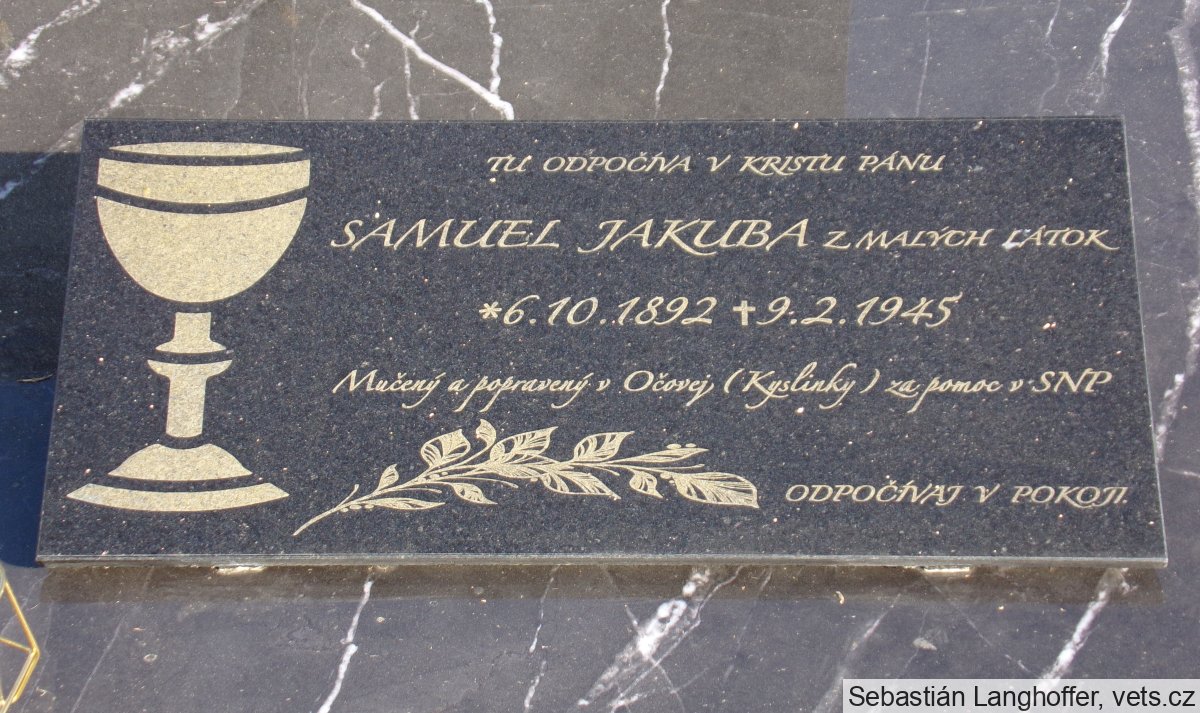 TU ODPOČÍVA V KRISTU PÁNU
SAMUEL JAKUBA Z MALÝCH LÁTOK
*6.10.1892 ✝9.2.1945
Mučený a popravený v Očovej, (Kyslinky) za pomoc v SNP
ODPOČÍVAJ V POKOJI.
Sebastián Langhoffer, vets.cz